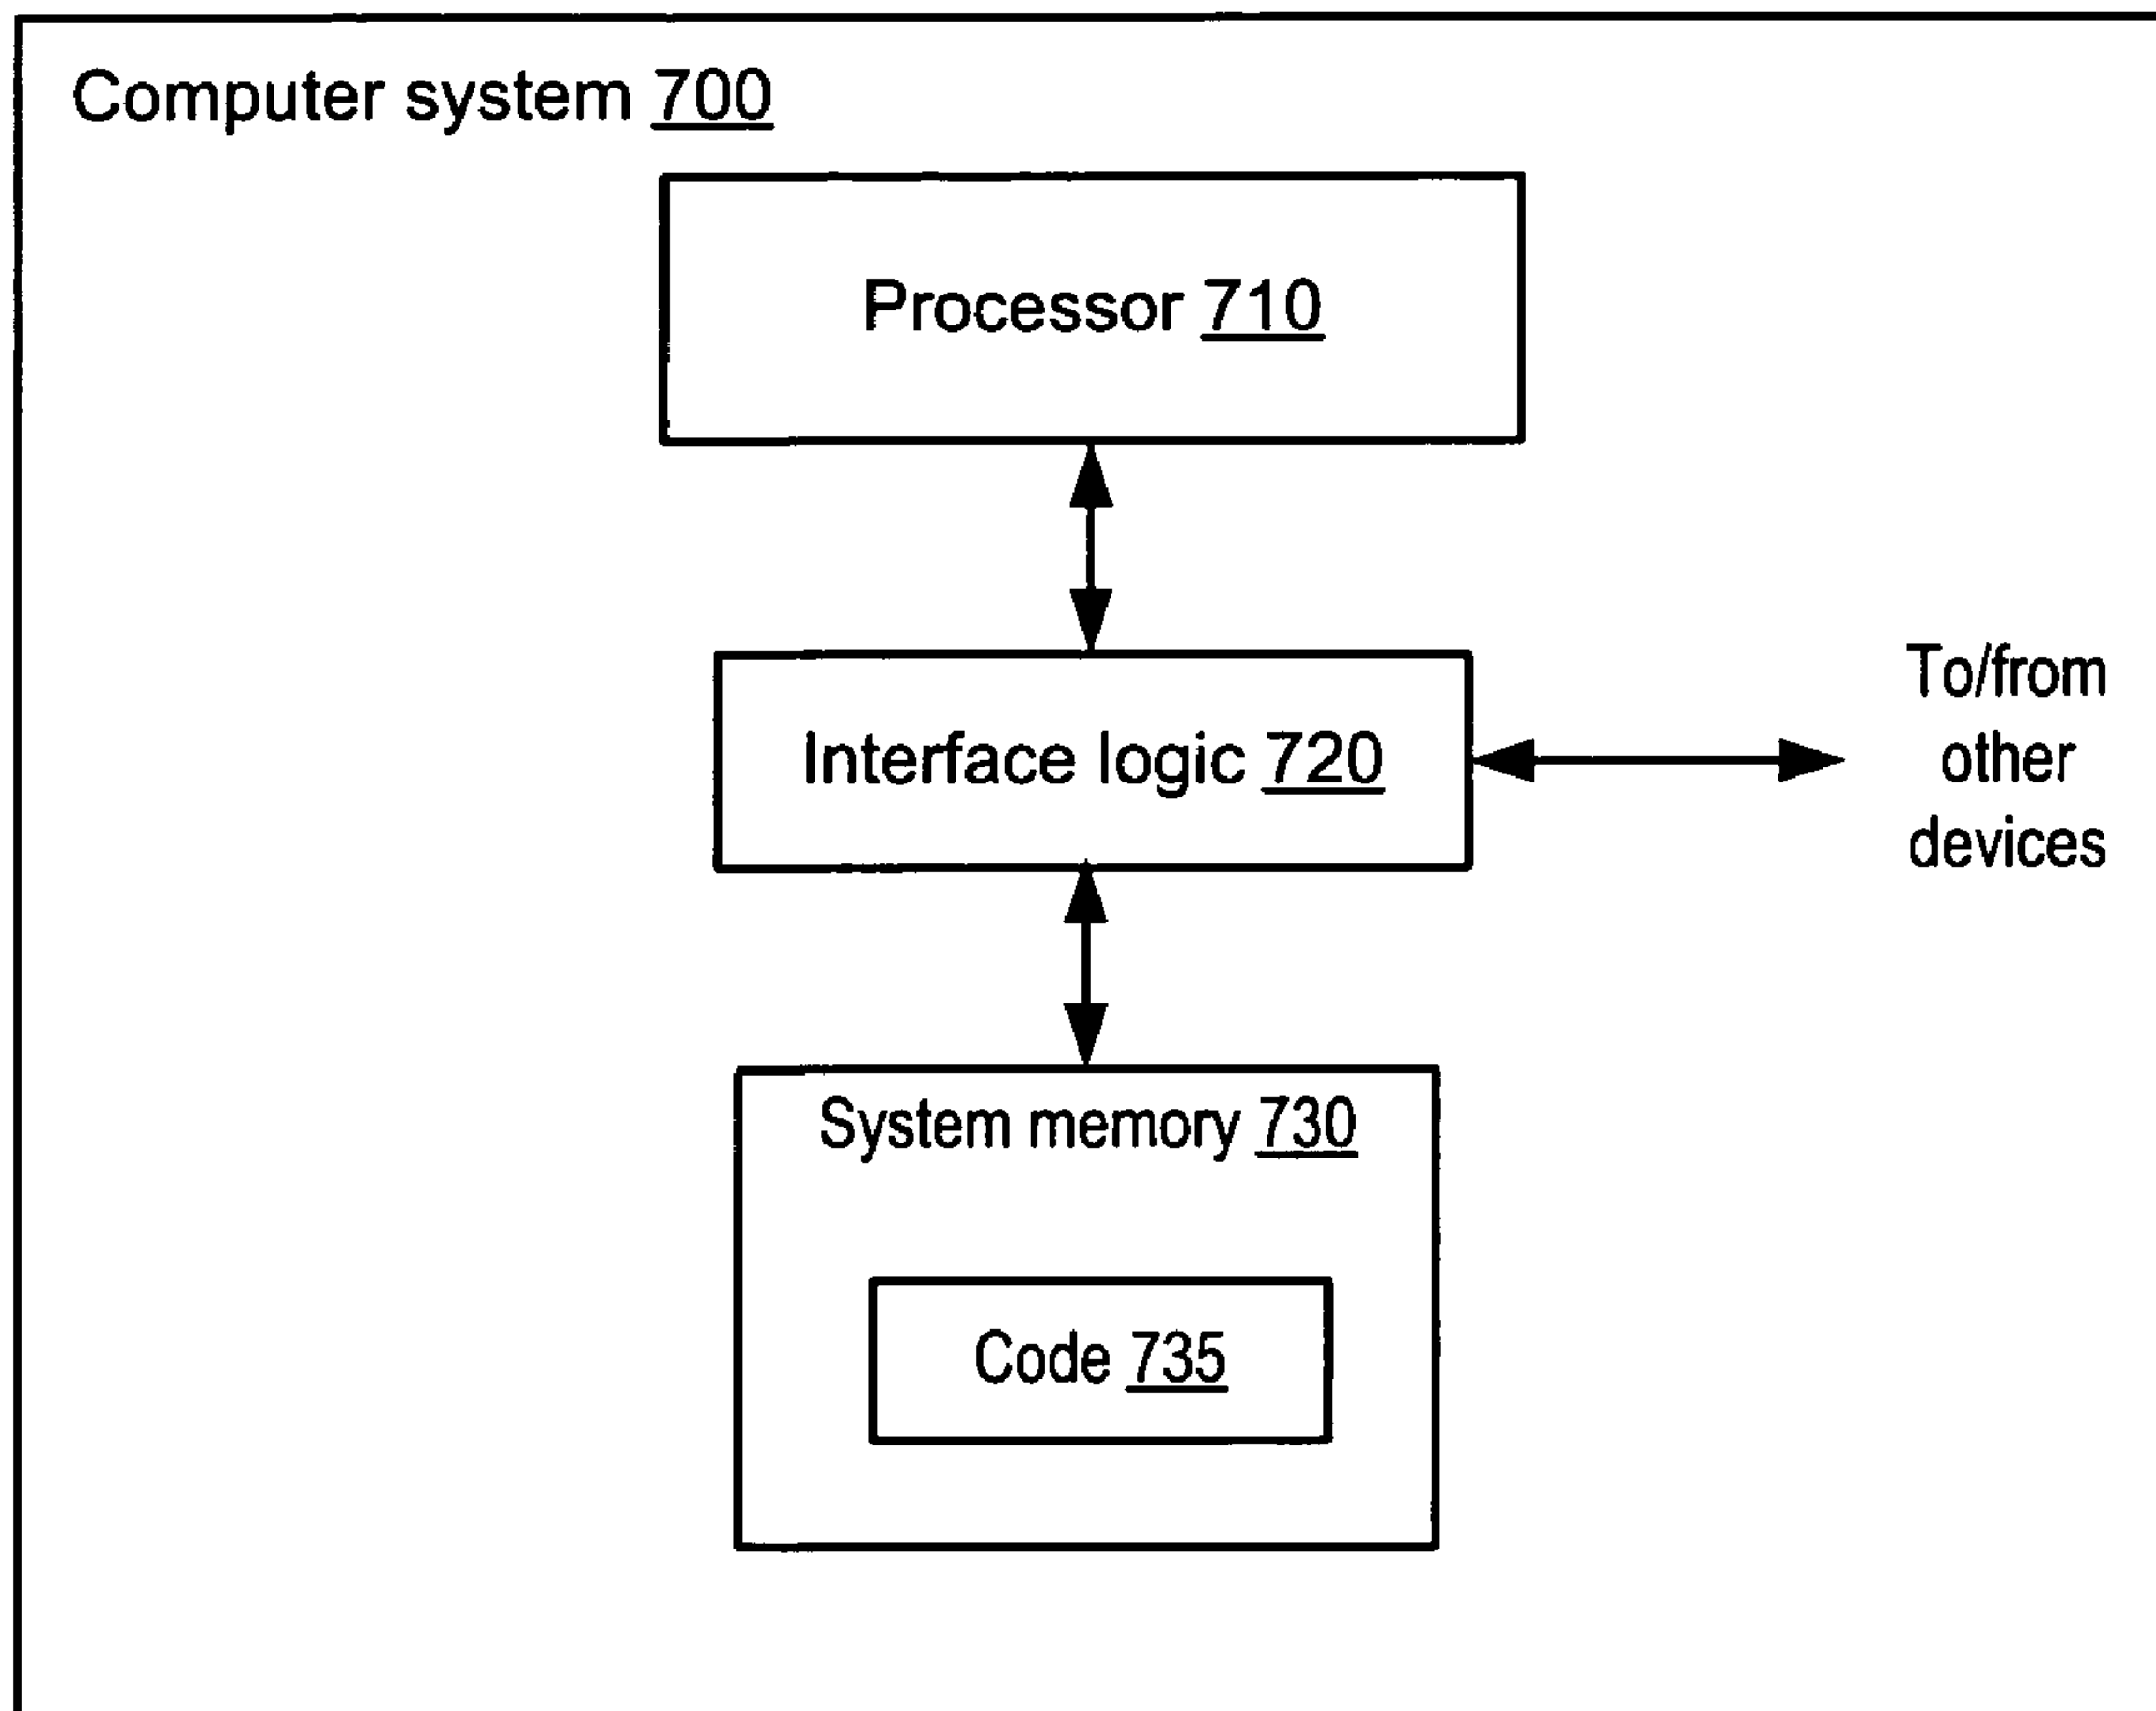 Computer system 700
Processor 710
Interface logic 720
To/from
other
devices
System memory 730
Code 735